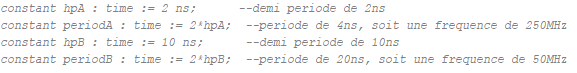 constant hpA : time := 2 ns;      --demi periode de 2ns
constant periodA : time := 2*hpA;  --periode de 4ns, soit une frequence de 250MHz
constant hpB : time := 10 ns;      --demi periode de 10ns
constant periodB : time := 2*hpB;  --periode de 20ns, soit une frequence de 50MHz